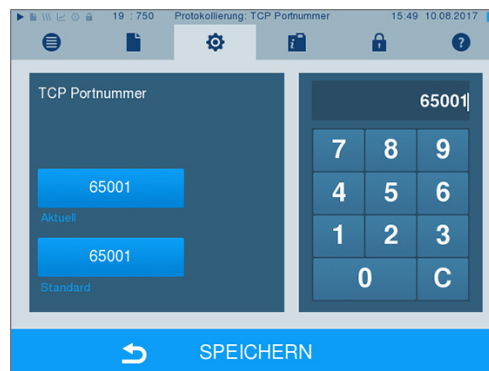 19 : 750 Protokollierung: TCP Portnummer 15:49 10.08.2017
TCP Portnummer
65001
65001
Aktuell
65001
Standard
7 8 9
4 5 6
1 2 3
0 C
SPEICHERN